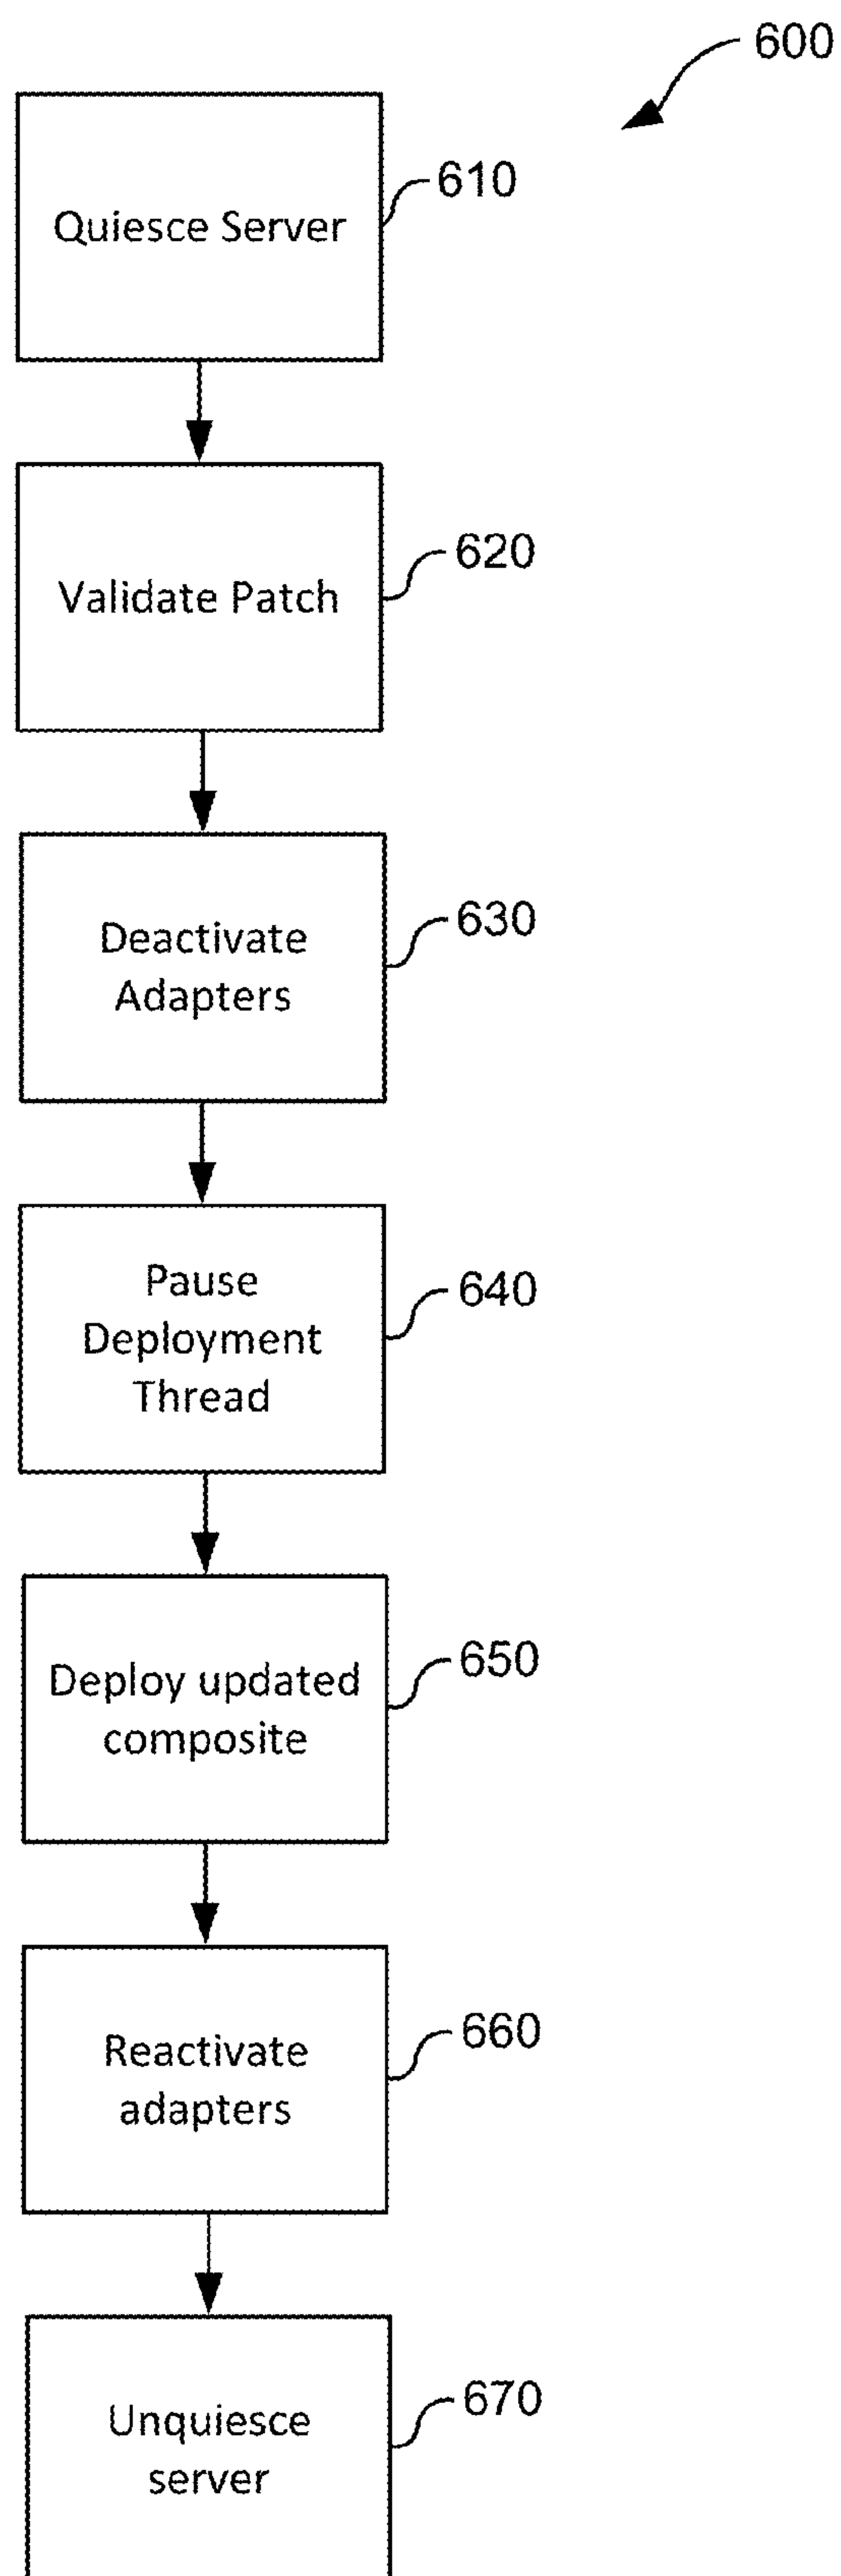 600
Quiesce Server
610
Validate Patch
620
Deactivate
Adapters
630
Pause
Deployment
Thread
640
Deploy updated
composite
650
Reactivate
adapters
660
Unquiesce
server
670